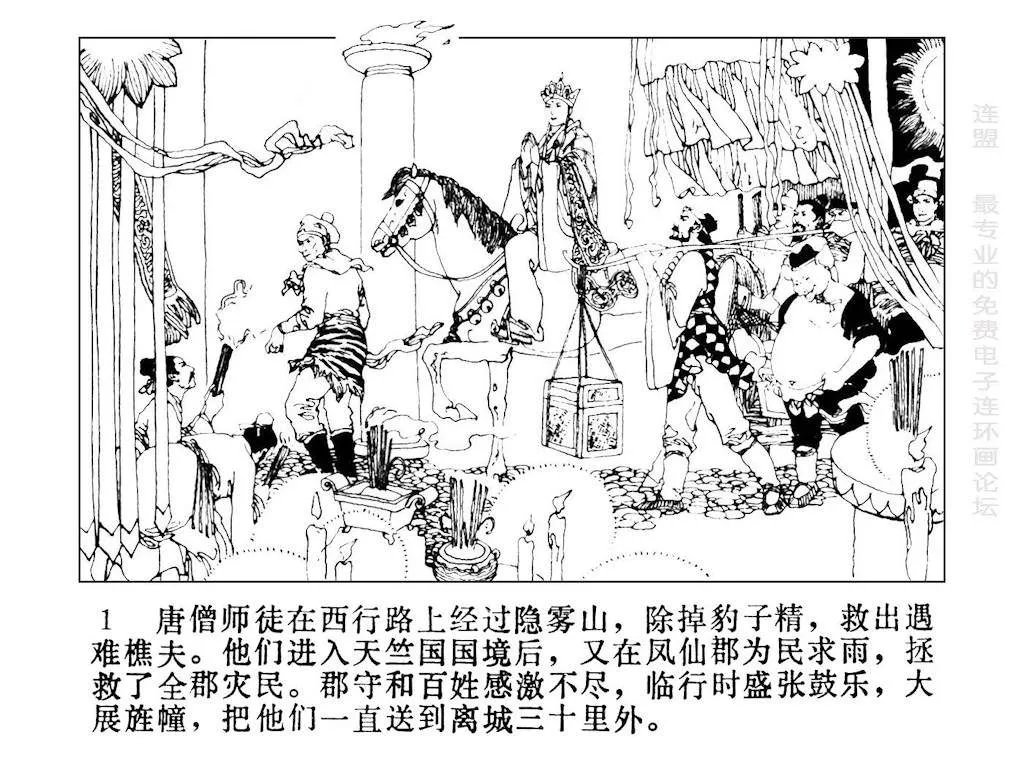 1 唐僧师徒在西行路上经过隐雾山，除掉豹子精，救出遇
难樵夫。他们进入天竺国国境后，又在凤仙郡为民求雨，拯
救了全郡灾民。郡守和百姓感激不尽，临行时盛张鼓乐，大
展旌幢，把他们一直送到离城三十里外。
连盟 最专业的免费电子连环画论坛